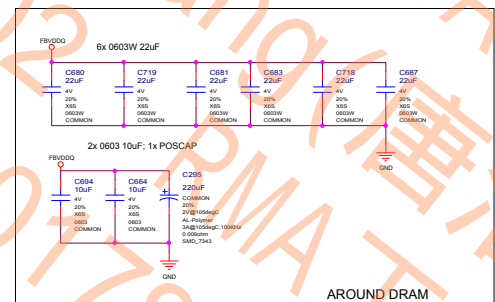 FBVDDQ
6x 0603W 22uF
C680
22uF
4V
20%
X6S
0603W
COMMON
C719
22uF
4V
20%
X6S
0603W
COMMON
C681
22uF
4V
20%
X6S
0603W
COMMON
C683
22uF
4V
20%
X6S
0603W
COMMON
C718
22uF
4V
20%
X6S
0603W
COMMON
C687
22uF
4V
20%
X6S
0603W
COMMON
GND
2x 0603 10uF; 1x POSCAP
FBVDDQ
C694
10uF
4V
20%
X6S
0603
COMMON
C664
10uF
4V
20%
X6S
0603
COMMON
C295
220uF
COMMON
20%
2V@105degC
AL-Polymer
3A@105degC,100KHz
0.009ohm
SMD_7343
GND
AROUND DRAM